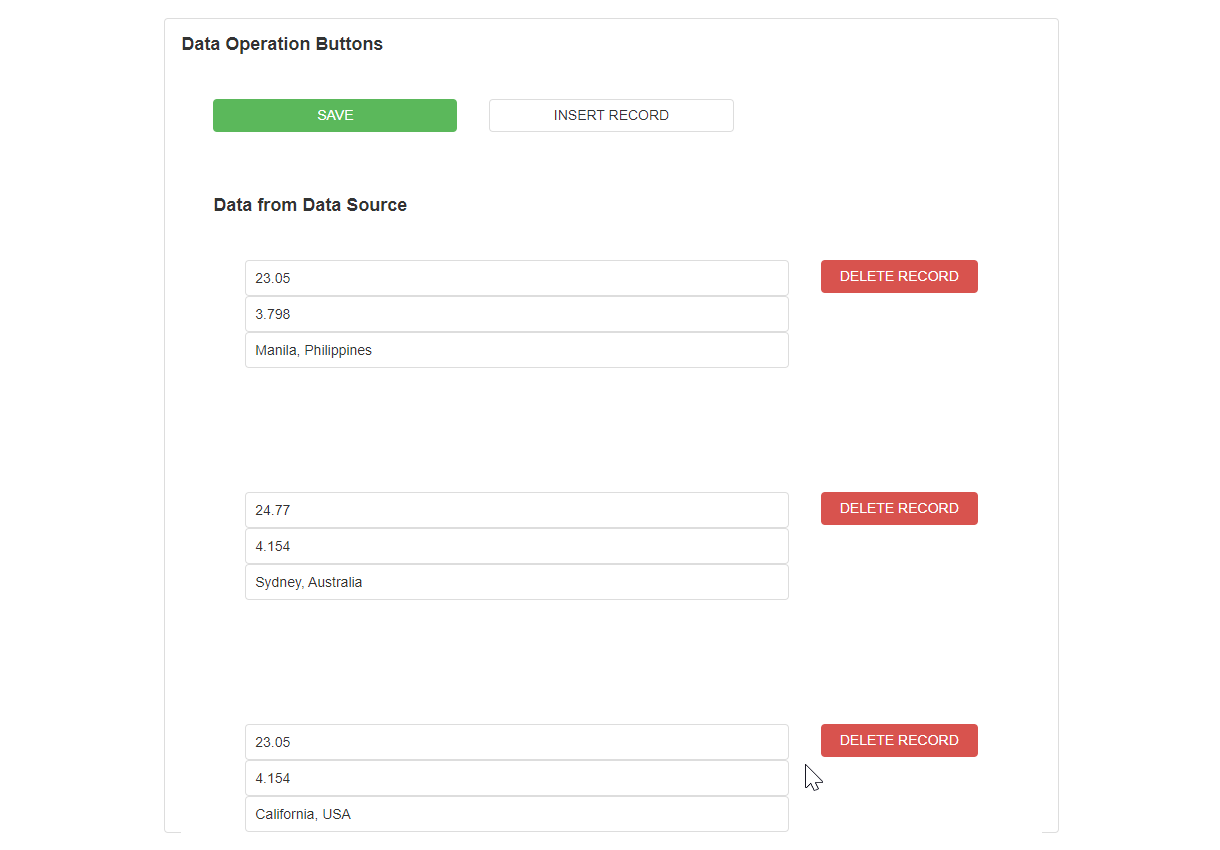 Data Operation Buttons
SAVE
INSERT RECORD
Data from Data Source
23.05
DELETE RECORD
3.798
Manila, Philippines
24.77
DELETE RECORD
4.154
Sydney, Australia
23.05
DELETE RECORD
4.154
California, USA